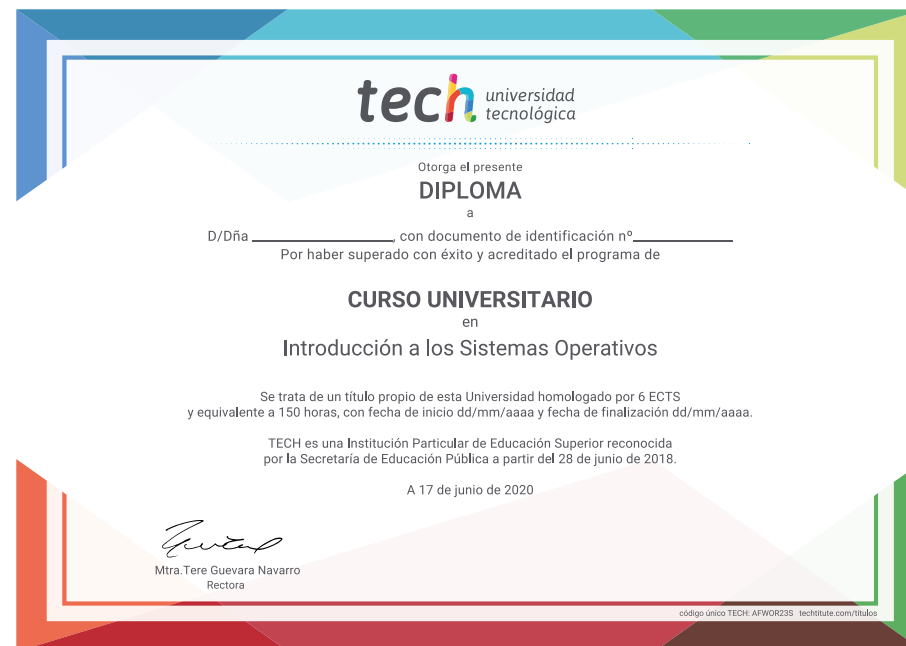 tech universidad
tecnológica
Otorga el presente
DIPLOMA
a
D/Dña ____________________, con documento de identificación nº______________
Por haber superado con éxito y acreditado el programa de
CURSO UNIVERSITARIO
en
Introducción a los Sistemas Operativos
Se trata de un título propio de esta Universidad homologado por 6 ECTS
y equivalente a 150 horas, con fecha de inicio dd/mm/aaaa y fecha de finalización dd/mm/aaaa.
TECH es una Institución Particular de Educación Superior reconocida
por la Secretaría de Educación Pública a partir del 28 de junio de 2018.
A 17 de junio de 2020
Mtra.Tere Guevara Navarro
Rectora
código único TECH: AFWOR23S techtitute.com/titulos